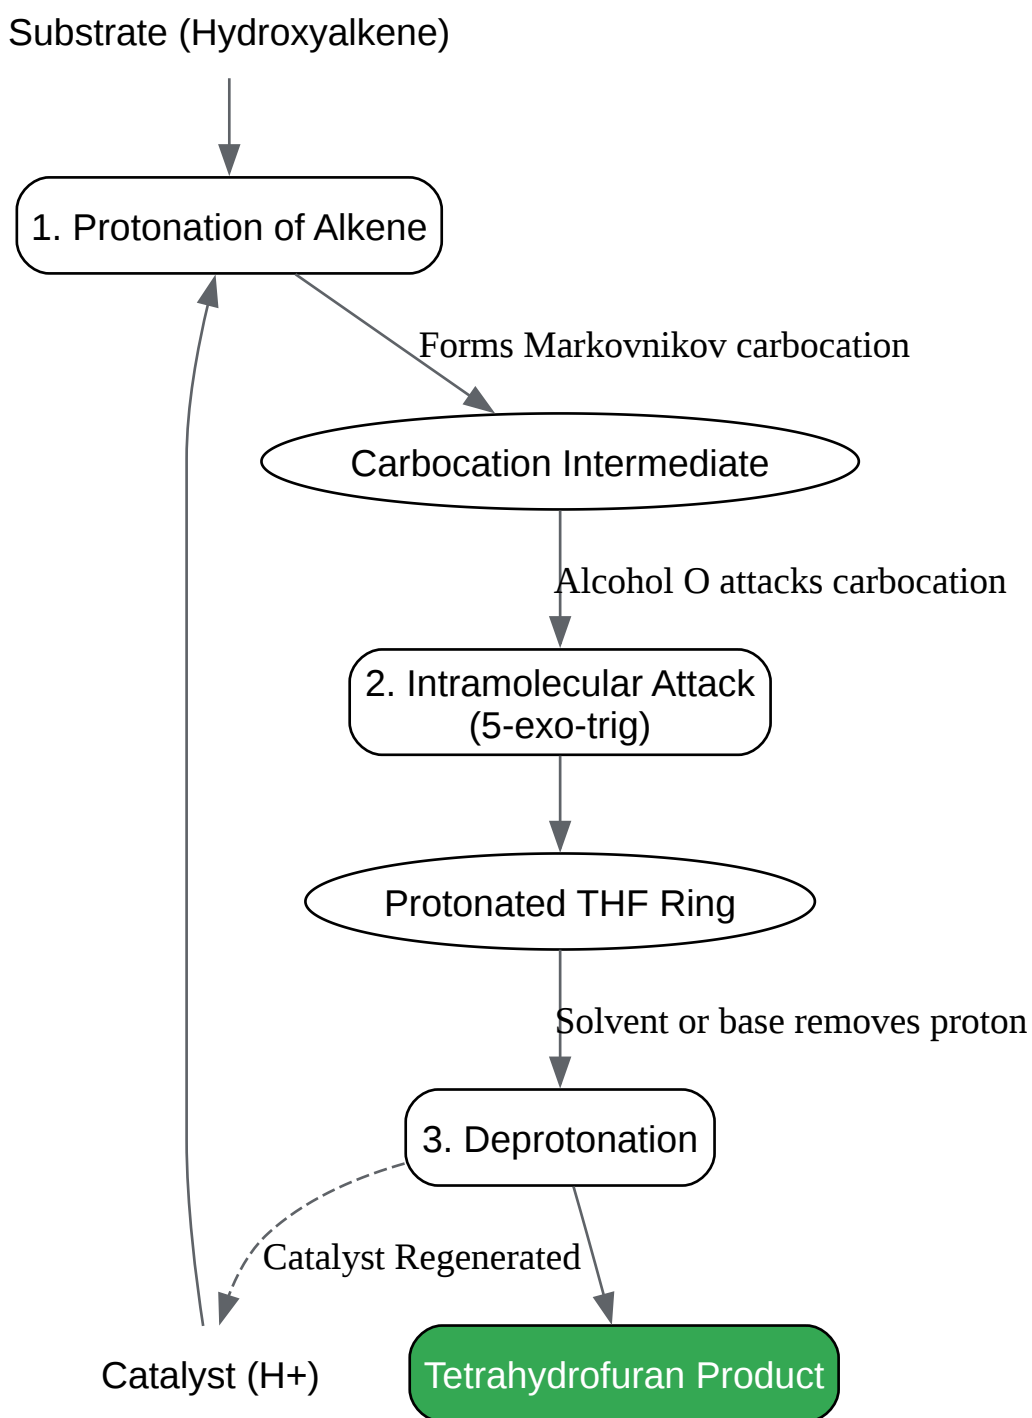 Substrate (Hydroxyalkene)
1. Protonation of Alkene
Forms Markovnikov carbocation
Carbocation Intermediate
Alcohol O attacks carbocation
2. Intramolecular Attack
(5-exo-trig)
Protonated THF Ring
Solvent or base removes proton
3. Deprotonation
Catalyst Regenerated
Catalyst (H+)
Tetrahydrofuran Product